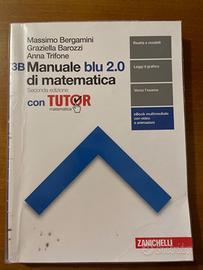 Massimo Bergamini
Graziella Barozzi
Anna Trifone
3B Manuale blu 2.0
di matematica
Seconda edizione
con TUTOR
matematica
Realtà e modelli
Leggi il grafico
Verso l'esame
eBook multimediale
con video
e animazioni
ZANICHELLI